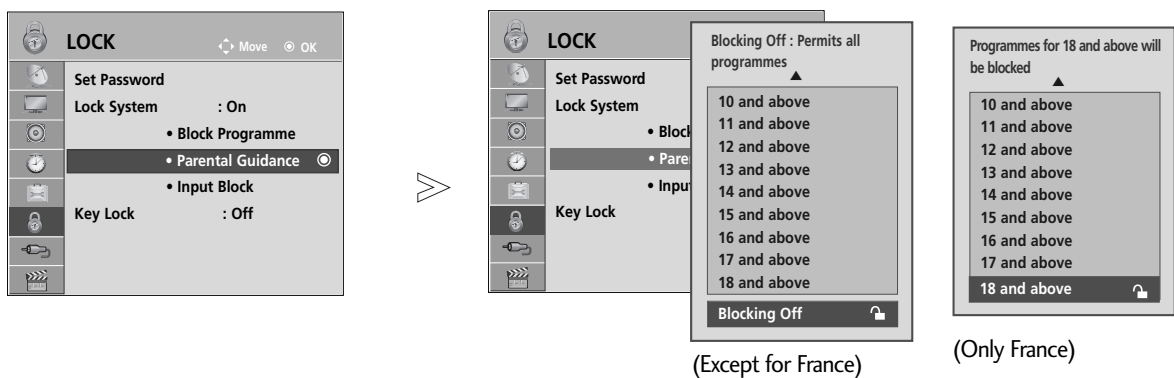 LOCK
Move OK
Set Password
Lock System : On
• Block Programme
• Parental Guidance
• Input Block
Key Lock : Off
LOCK
Set Password
Lock System
• Block
• Pare
• Inpu
Key Lock
Blocking Off : Permits all
programmes
10 and above
11 and above
12 and above
13 and above
14 and above
15 and above
16 and above
17 and above
18 and above
Blocking Off
(Except for France)
Programmes for 18 and above will
be blocked
10 and above
11 and above
12 and above
13 and above
14 and above
15 and above
16 and above
17 and above
18 and above
(Only France)